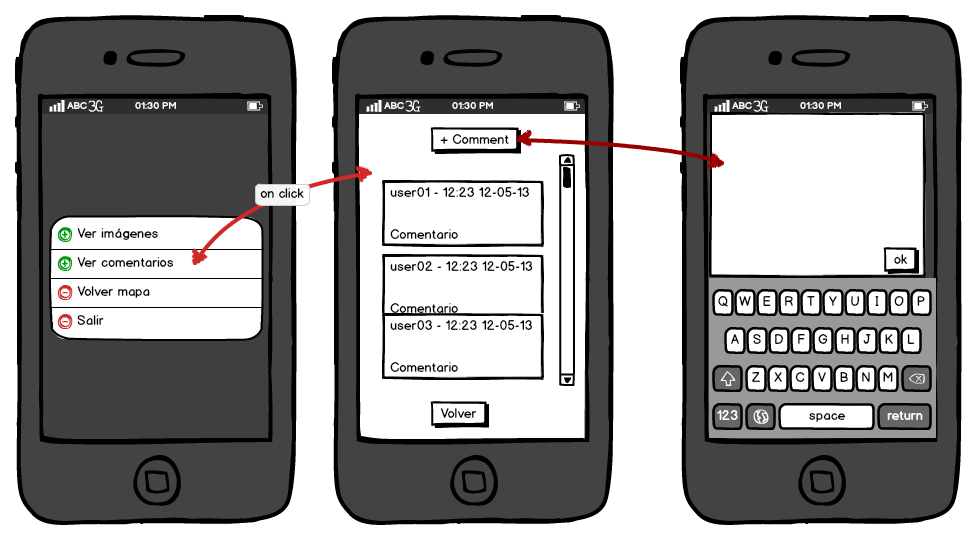 ABC 3G 01:30 PM
Ver imágenes
Ver comentarios
Volver mapa
Salir
on click
ABC 3G 01:30 PM
+ Comment
user01 - 12:23 12-05-13
Comentario
user02 - 12:23 12-05-13
Comentario
user03 - 12:23 12-05-13
Comentario
Volver
ABC 3G 01:30 PM
ok
Q W E R T Y U I O P
A S D F G H J K L
Z X C V B N M
123 space return